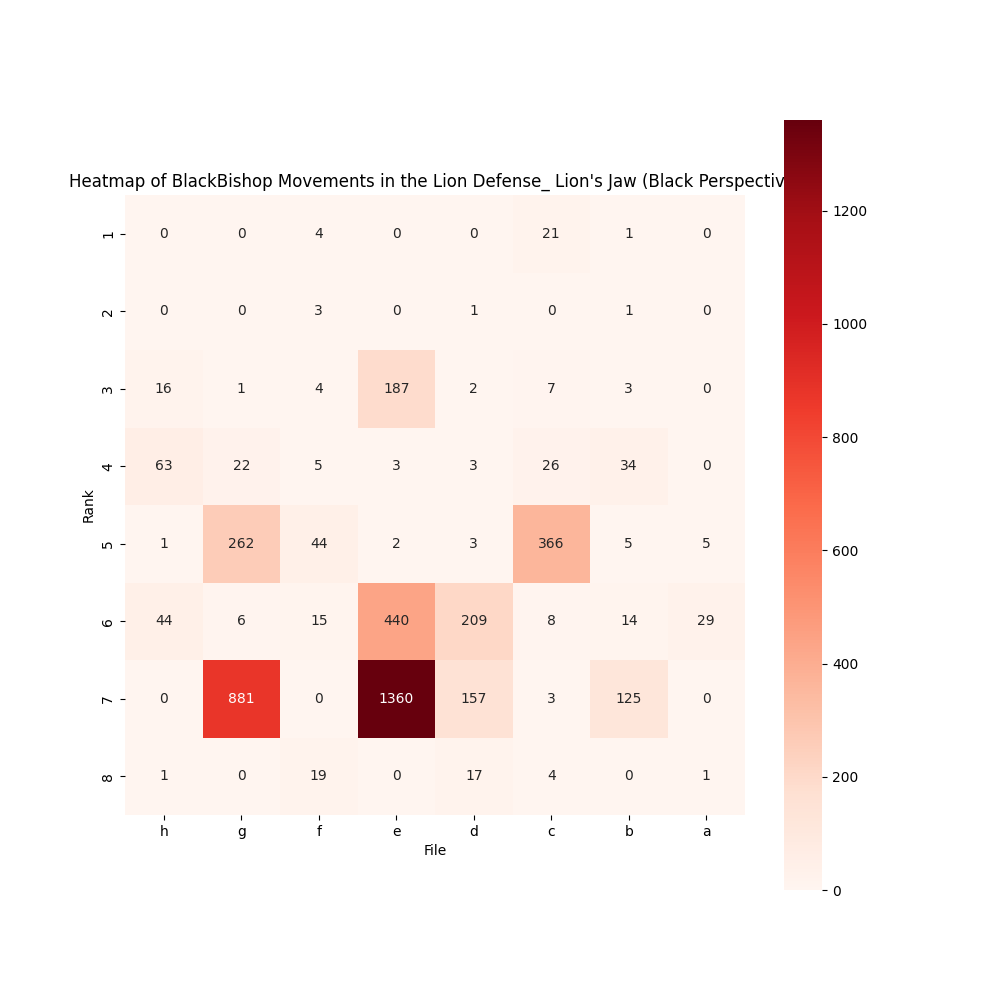 Heatmap of BlackBishop Movements in the Lion Defense_ Lion's Jaw (Black Perspectiv
1200
1000
800
600
400
200
0
Rank
1 0 0 4 0 0 21 1 0
2 0 0 3 0 1 0 1 0
3 16 1 4 187 2 7 3 0
4 63 22 5 3 3 26 34 0
5 1 262 44 2 3 366 5 5
6 44 6 15 440 209 8 14 29
7 0 881 0 1360 157 3 125 0
8 1 0 19 0 17 4 0 1
h g f e d c b a
File